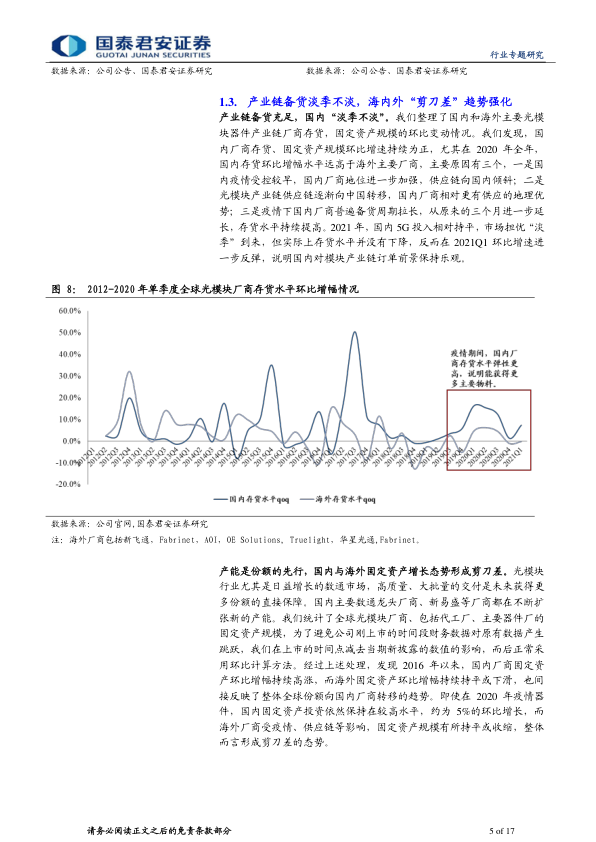 国泰君安证券
GUOTAI JUNAN SECURITIES
行业专题研究
数据来源：公司公告、国泰君安证券研究
数据来源：公司公告、国泰君安证券研究
1.3. 产业链备货淡季不淡，海内外“剪刀差”趋势强化
产业链备货充足，国内“淡季不淡”。我们整理了国内和海外主要光模
块器件产业链厂商存货，固定资产规模的环比变动情况。我们发现，国
内厂商存货、固定资产规模环比增速持续为正，尤其在 2020 年全年，
国内存货环比增幅水平远高于海外主要厂商，主要原因有三个，一是国
内疫情受控较早，国内厂商地位进一步加强，供应链向国内倾斜；二是
光模块产业链供应链逐渐向中国转移，国内厂商相对更有供应的地理优
势；三是疫情下国内厂商普遍备货周期拉长，从原来的三个月进一步延
长，存货水平持续提高。2021 年，国内 5G 投入相对持平，市场担忧“淡
季”到来，但实际上存货水平并没有下降，反而在 2021Q1 环比增速进
一步反弹，说明国内对模块产业链订单前景保持乐观。
图 8： 2012-2020 年单季度全球光模块厂商存货水平环比增幅情况
60.0%
50.0%
40.0%
30.0%
20.0%
10.0%
0.0%
-10.0%
-20.0%
疫情期间，国内厂
商存货水平弹性更
高，说明能获得更
多主要物料。
2012Q1 2012Q2 2012Q4 2013Q1 2013Q2 2013Q3 2013Q4 2014Q1 2014Q2 2014Q3 2014Q4 2015Q1 2015Q2 2015Q3 2015Q4 2016Q1 2016Q2 2016Q3 2016Q4 2017Q1 2017Q2 2017Q3 2017Q4 2018Q1 2018Q2 2018Q3 2018Q4 2019Q1 2019Q2 2019Q3 2020Q1 2020Q2 2020Q3 2020Q4 2021Q1
国内存货水平qoq 海外存货水平qoq
数据来源：公司官网,国泰君安证券研究
注：海外厂商包括新飞通、Fabrinet、AOI、OE Solutions, Truelight、华星光通,Fabrinet。
产能是份额的先行，国内与海外固定资产增长态势形成剪刀差。光模块
行业尤其是日益增长的数通市场，高质量、大批量的交付是未来获得更
多份额的直接保障。国内主要数通龙头厂商、新易盛等厂商都在不断扩
张新的产能。我们统计了全球光模块厂商、包括代工厂、主要器件厂的
固定资产规模，为了避免公司刚上市的时间段财务数据对原有数据产生
跳跃，我们在上市的时间点减去当期新披露的数值的影响，而后正常采
用环比计算方法。经过上述处理，发现 2016 年以来，国内厂商固定资
产环比增幅持续高涨，而海外固定资产环比增幅持续持平或下滑，也间
接反映了整体全球份额向国内厂商转移的趋势。即使在 2020 年疫情器
件，国内固定资产投资依然保持在较高水平，约为 5%的环比增长，而
海外厂商受疫情、供应链等影响，固定资产规模有所持平或收缩，整体
而言形成剪刀差的态势。
请务必阅读正文之后的免责条款部分
5 of 17